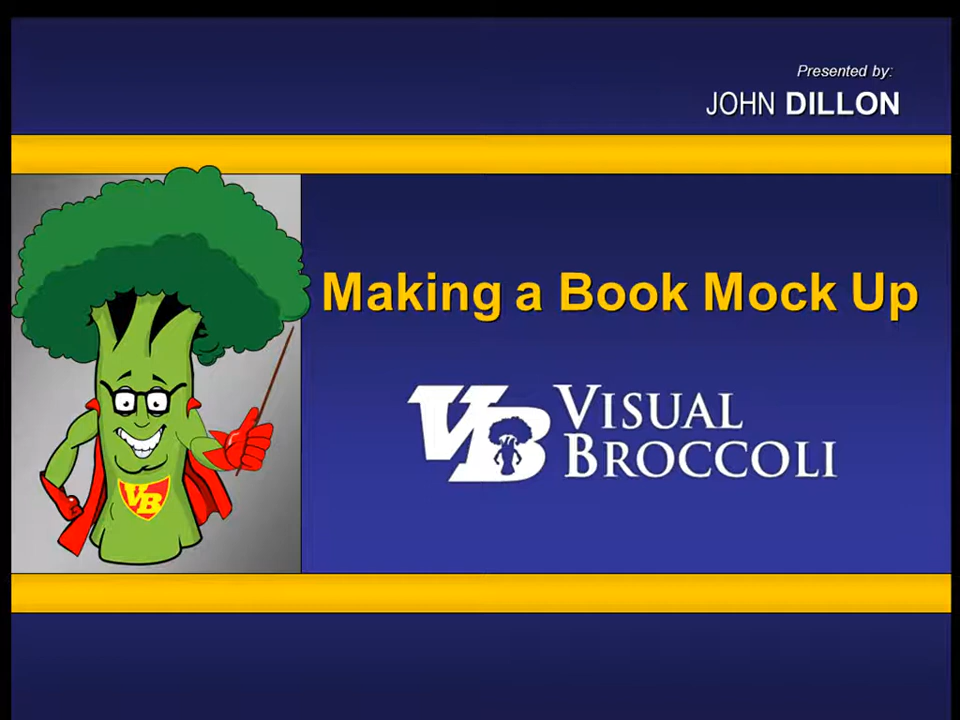 Presented by:
JOHN DILLON
Making a Book Mock Up
VB
VISUAL
BROCCOLI
VB